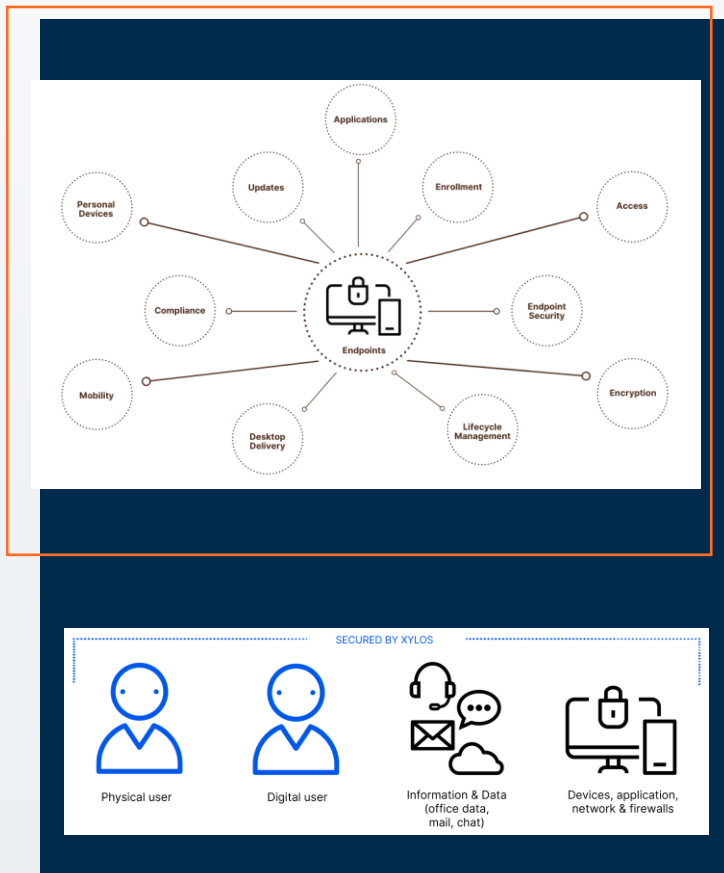 Applications
Updates
Enrollment
Personal
Devices
Access
Compliance
Endpoint
Security
Endpoints
Mobility
Encryption
Desktop
Delivery
Lifecycle
Management
SECURED BY XYLOS
Physical user
Digital user
Information & Data
(office data,
mail, chat)
Devices, application,
network & firewalls